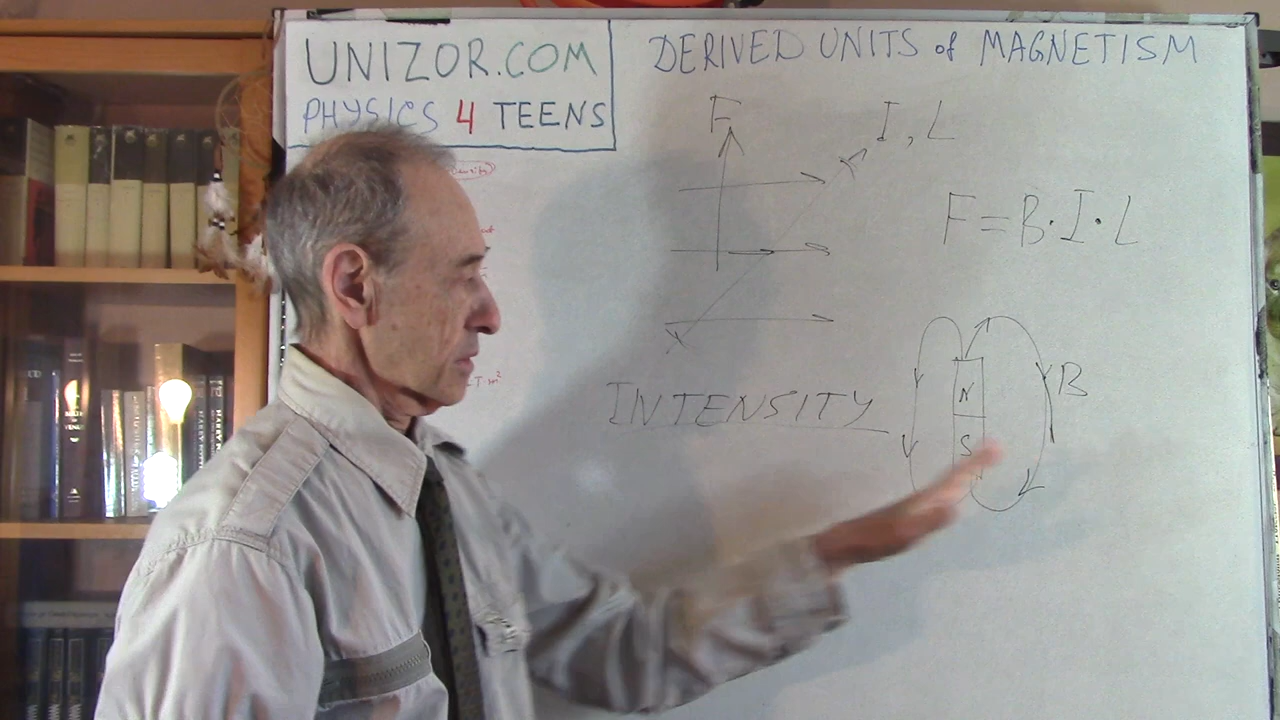 UNIZOR.COM
PHYSICS 4 TEENS
DERIVED UNITS of MAGNETISM
F
I, L
F = B·I·L
INTENSITY
N
S
B